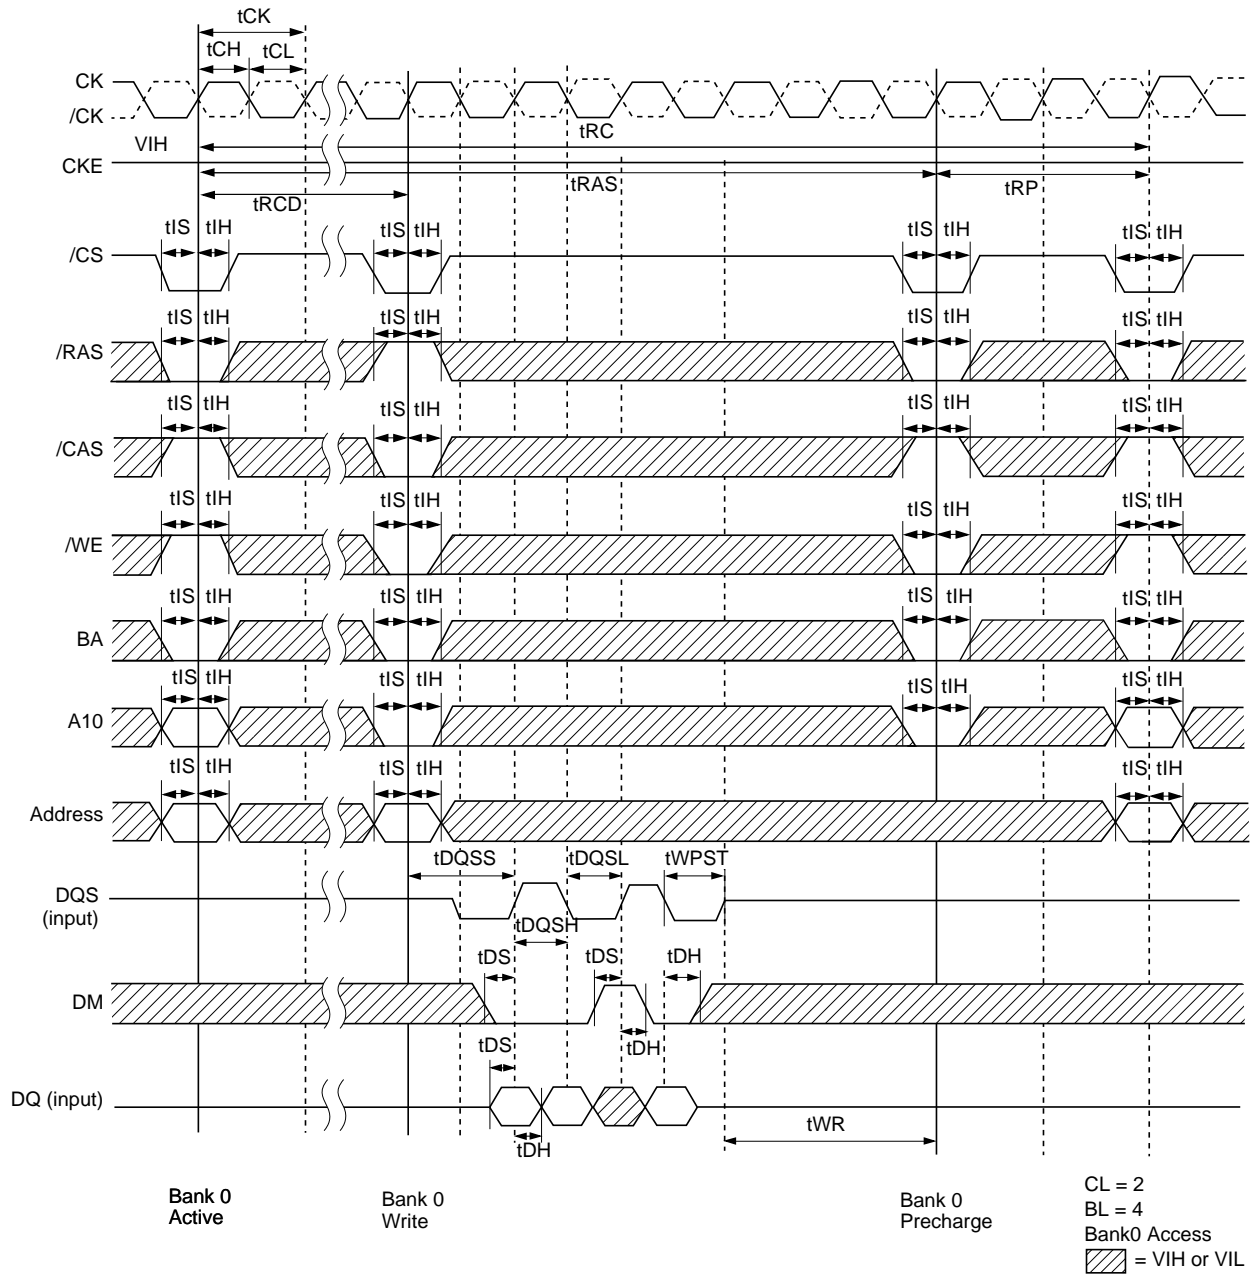 tCK
tCH tCL
CK
/CK
tRC
VIH
CKE
tRAS
tRP
tRCD
tIS tIH tIS tIH tIS tIH tIS tIH
/CS
tIS tIH tIS tIH tIS tIH tIS tIH
/RAS
tIS tIH tIS tIH tIS tIH tIS tIH
/CAS
tIS tIH tIS tIH tIS tIH tIS tIH
/WE
tIS tIH tIS tIH tIS tIH tIS tIH
BA
tIS tIH tIS tIH tIS tIH tIS tIH
A10
tIS tIH tIS tIH tIS tIH
Address
tDQSS tDQSL tWPST
DQS
(input)
tDQSH
tDS tDS tDH
DM
tDS tDH
DQ (input)
tWR
tDH
Bank 0
Active
Bank 0
Write
Bank 0
Precharge
CL = 2
BL = 4
Bank0 Access
= VIH or VIL